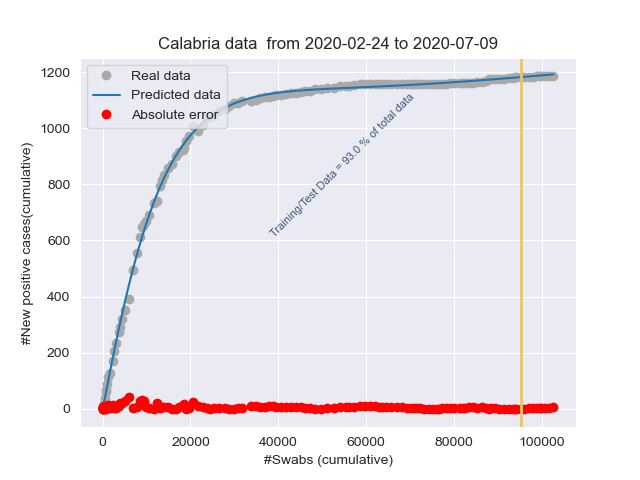 Calabria data  from 2020-02-24 to 2020-07-09
Real data
Predicted data
Absolute error
Training/Test Data = 93.0 % of total data
#New positive cases(cumulative)
1200
1000
800
600
400
200
0
0 20000 40000 60000 80000 100000
#Swabs (cumulative)